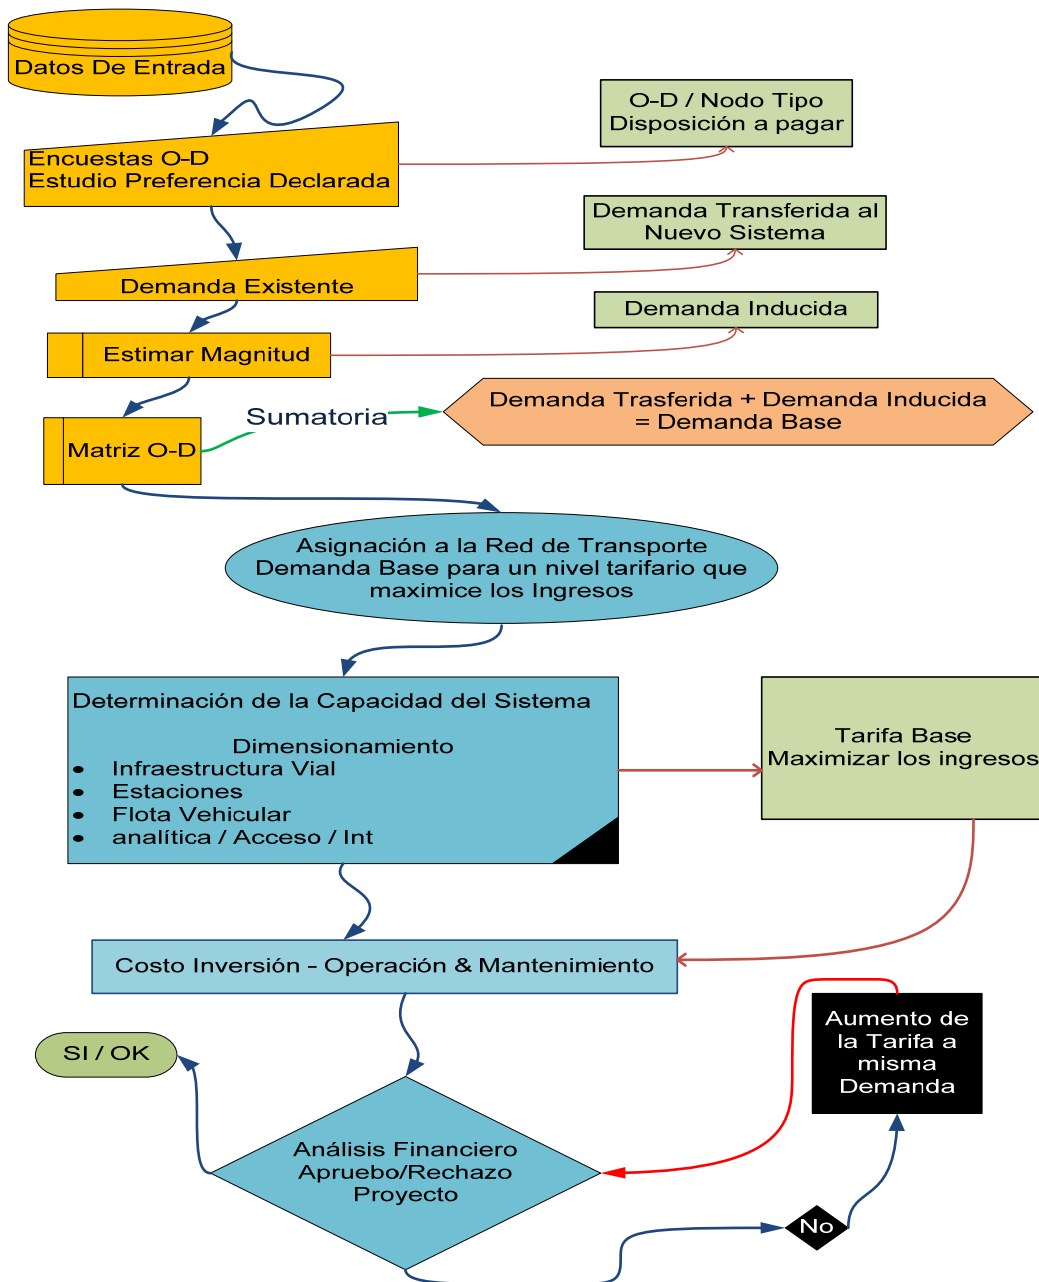 Datos De Entrada
O-D / Nodo Tipo
Disposición a pagar
Encuestas O-D
Estudio Preferencia Declarada
Demanda Transferida al
Nuevo Sistema
Demanda Existente
Demanda Inducida
Estimar Magnitud
Sumatoria
Demanda Trasferida + Demanda Inducida
= Demanda Base
Matriz O-D
Asignación a la Red de Transporte
Demanda Base para un nivel tarifario que
maximice los Ingresos
Determinación de la Capacidad del Sistema
Dimensionamiento
• Infraestructura Vial
• Estaciones
• Flota Vehicular
• analítica / Acceso / Int
Tarifa Base
Maximizar los ingresos
Costo Inversión - Operación & Mantenimiento
SI / OK
Aumento de
la Tarifa a
misma
Demanda
Análisis Financiero
Apruebo/Rechazo
Proyecto
No